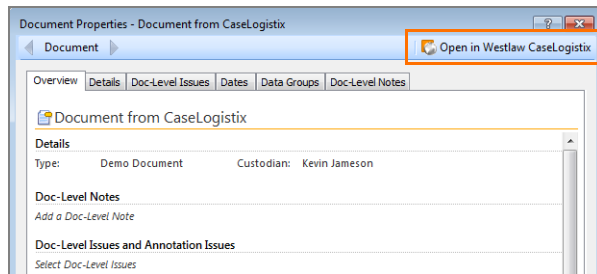 Document Properties - Document from CaseLogistix
?
Document
Open in Westlaw CaseLogistix
Overview Details Doc-Level Issues Dates Data Groups Doc-Level Notes
Document from CaseLogistix
Details
Type: Demo Document Custodian: Kevin Jameson
Doc-Level Notes
Add a Doc-Level Note
Doc-Level Issues and Annotation Issues
Select Doc-Level Issues